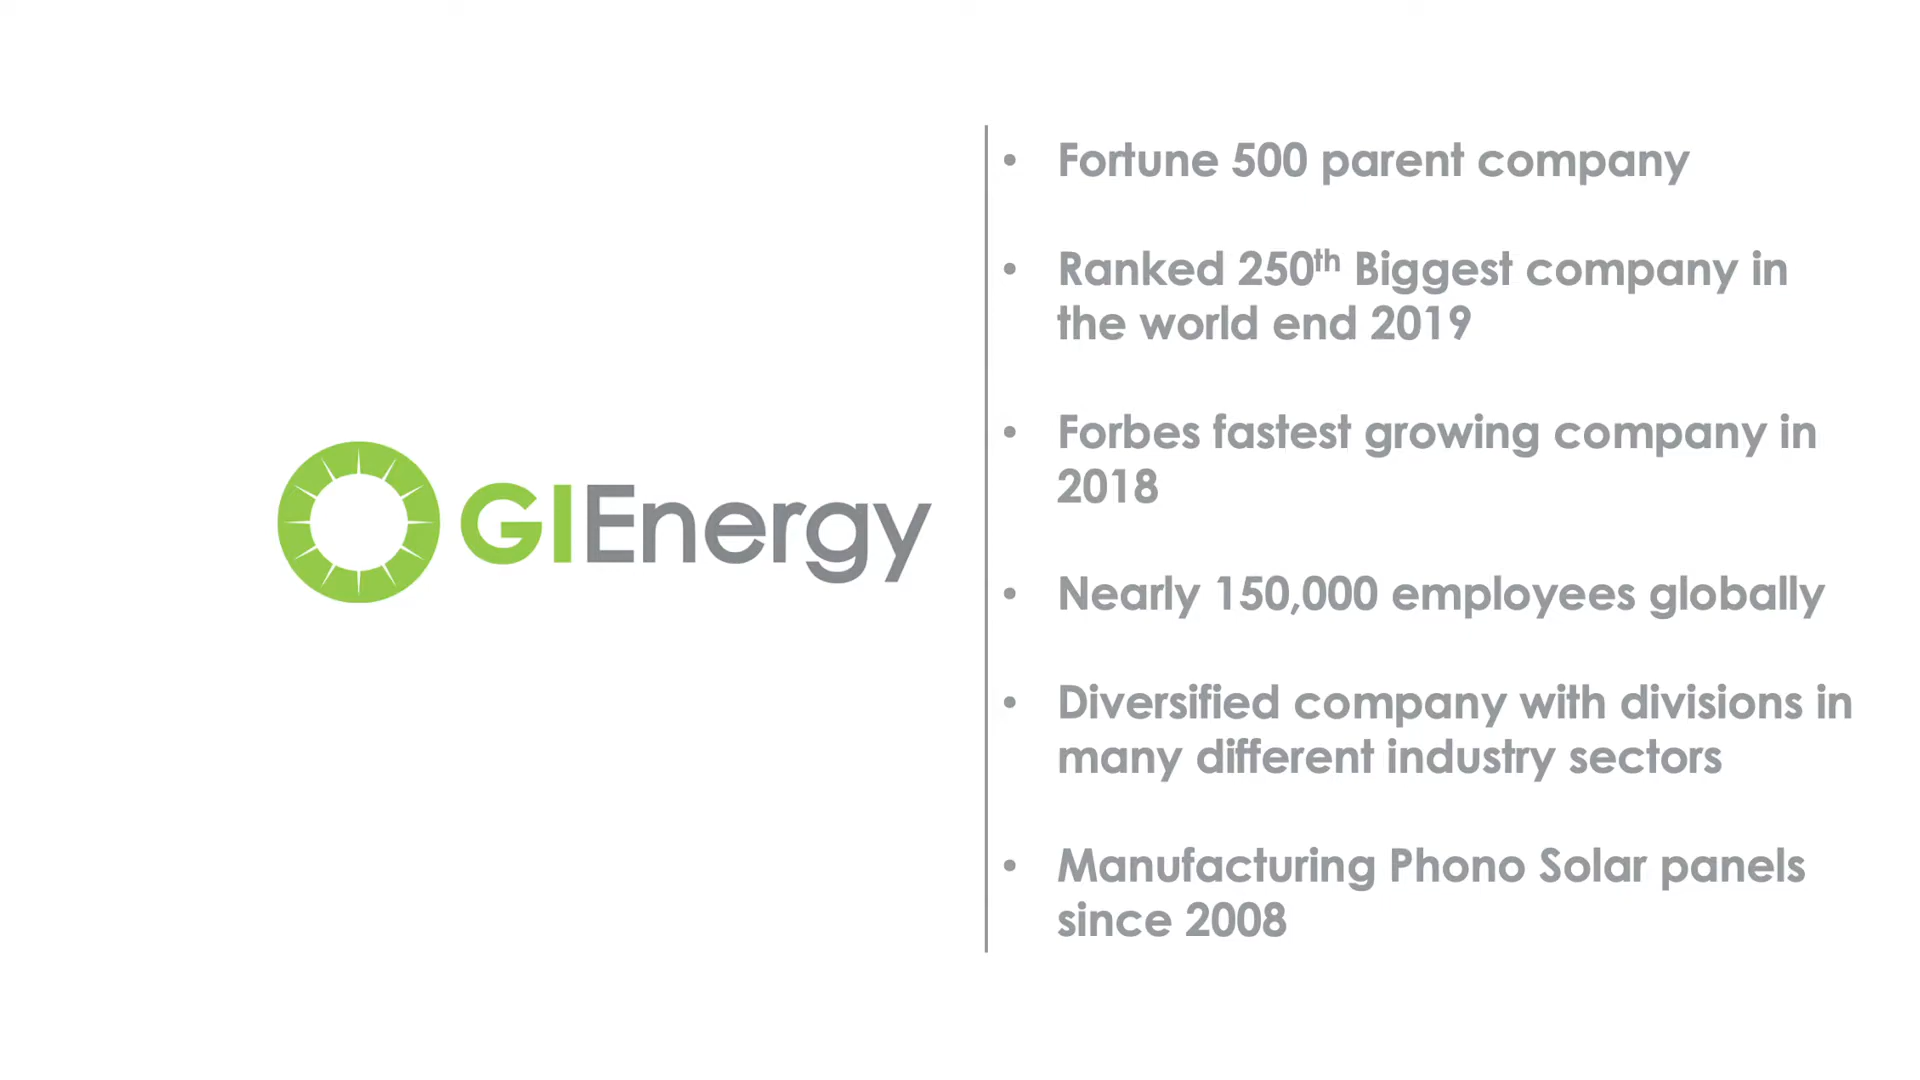 GIEnergy
• Fortune 500 parent company
• Ranked 250th Biggest company in
the world end 2019
• Forbes fastest growing company in
2018
• Nearly 150,000 employees globally
• Diversified company with divisions in
many different industry sectors
• Manufacturing Phono Solar panels
since 2008